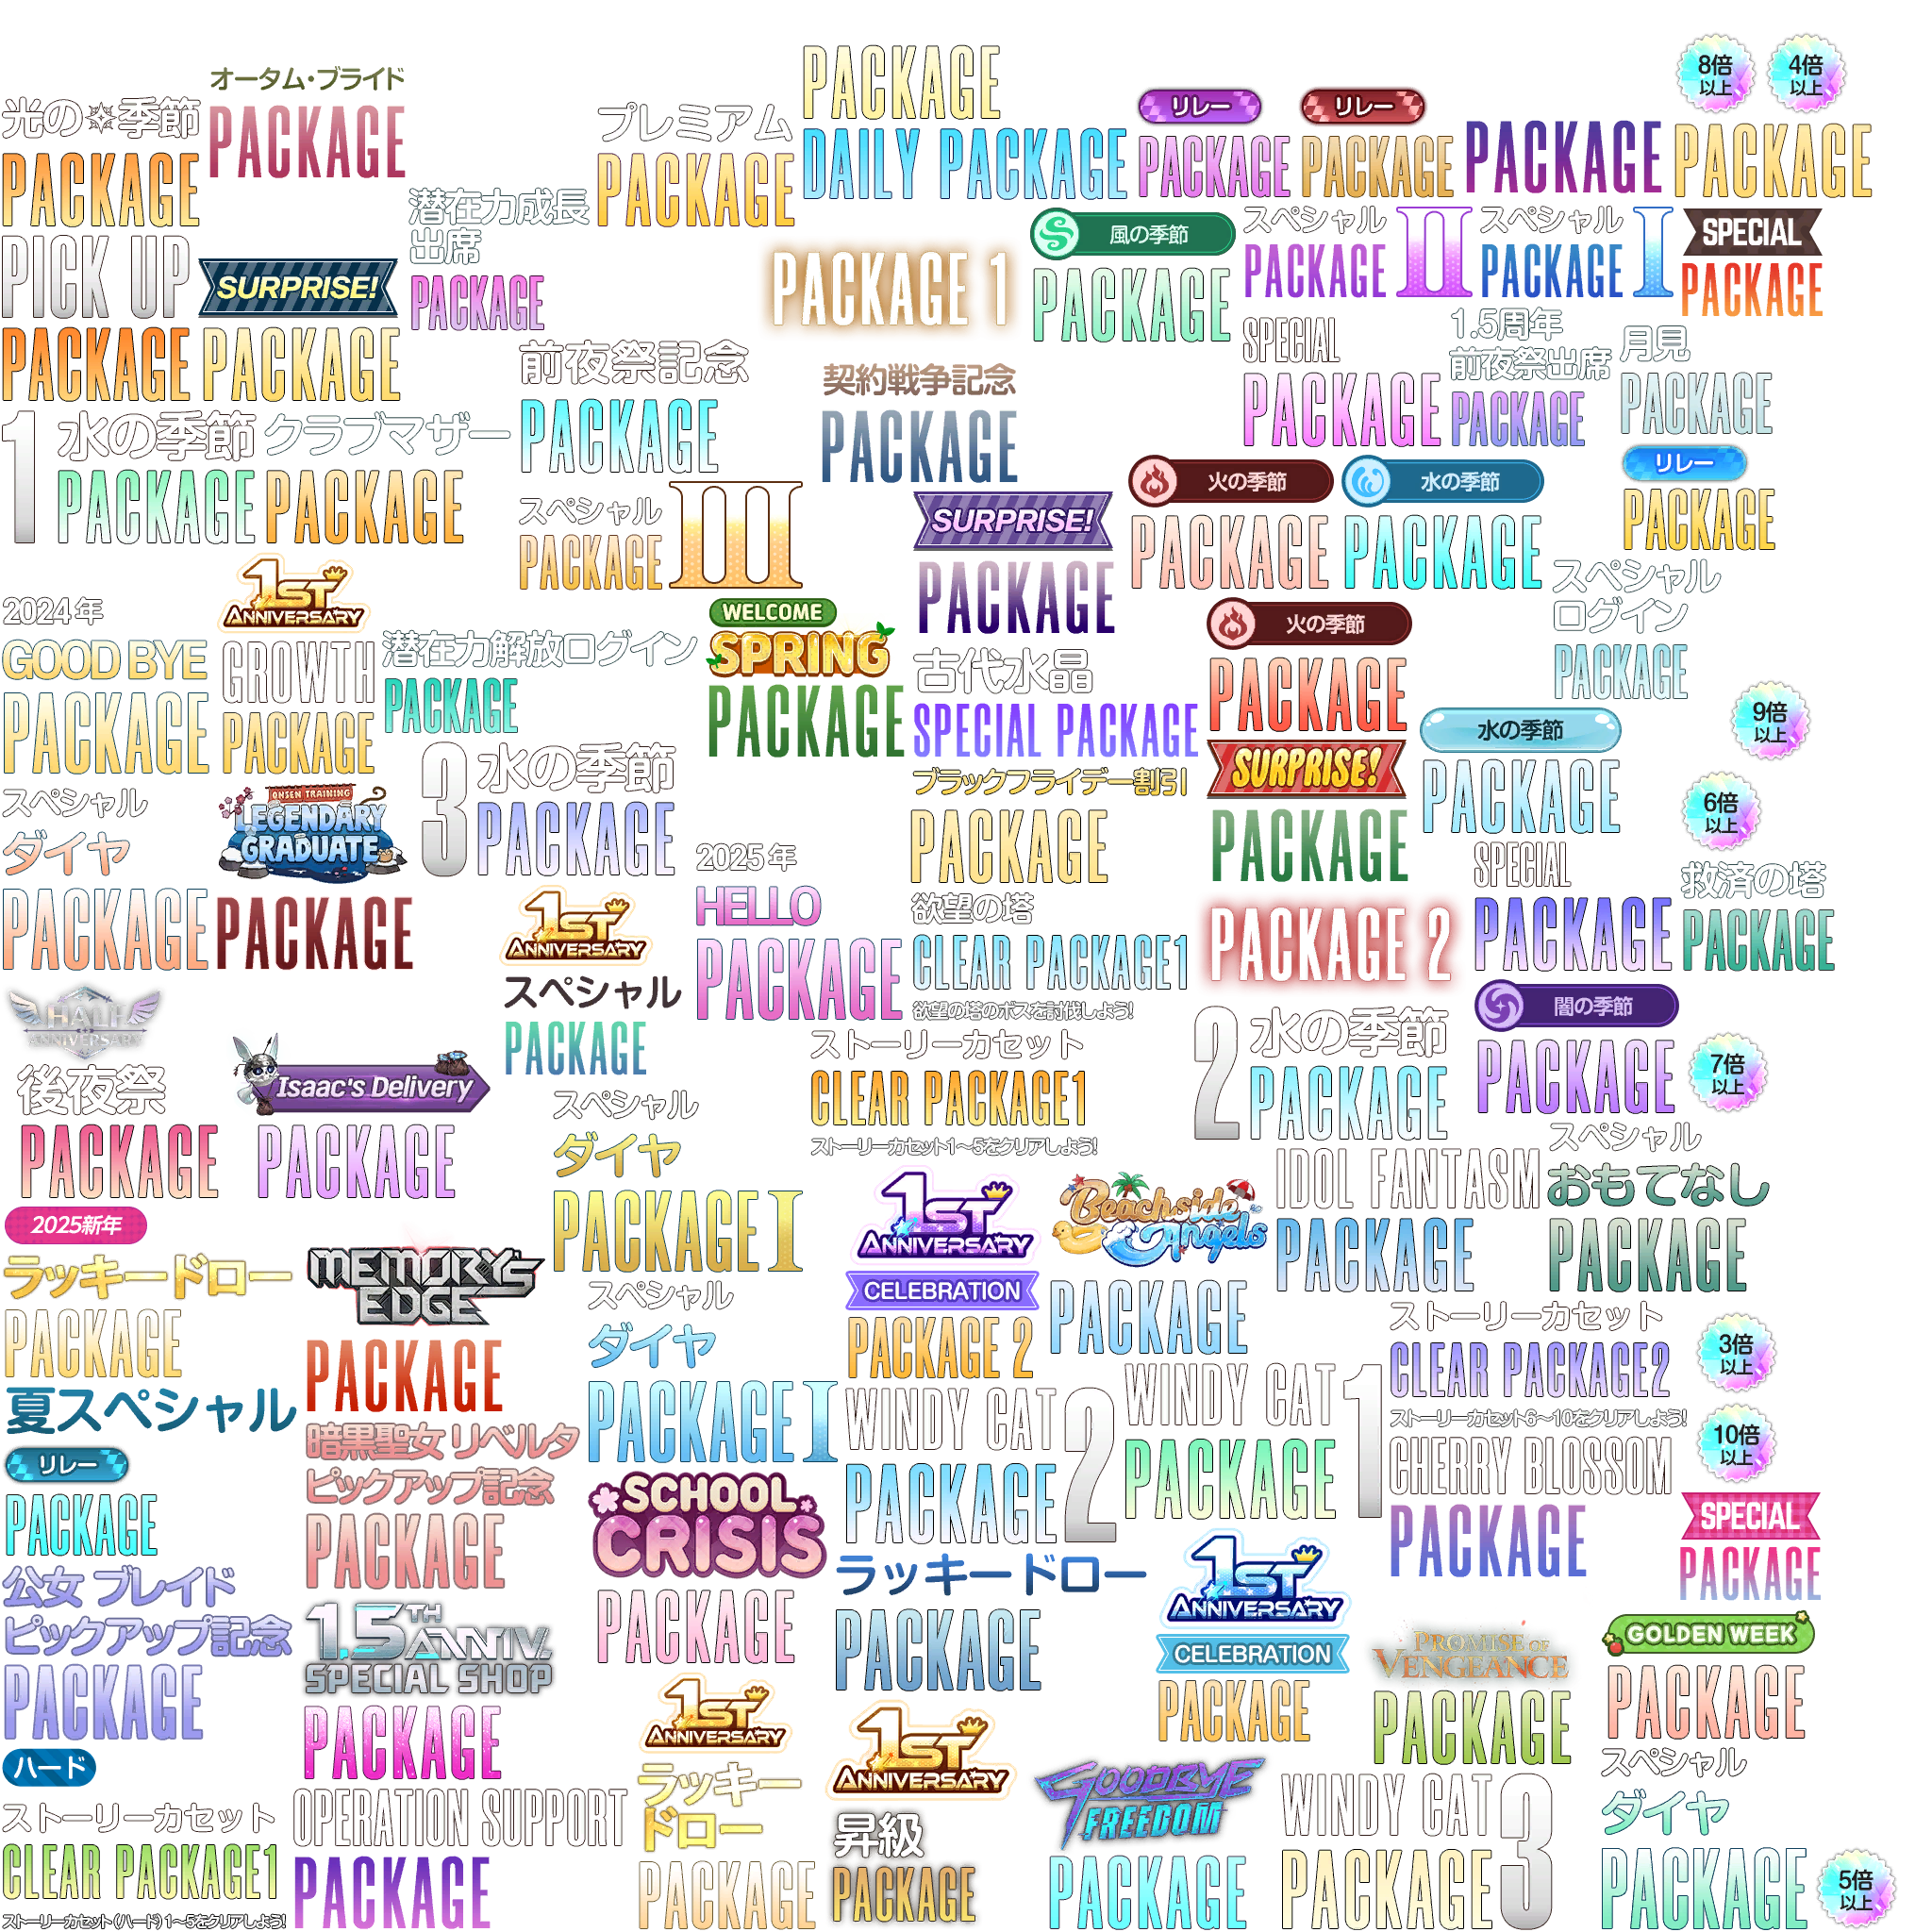 光の季節
PACKAGE
オータム・ブライド
PACKAGE
プレミアム
PACKAGE
PACKAGE
DAILY PACKAGE
リレー
PACKAGE
リレー
PACKAGE
PACKAGE
8倍
以上
4倍
以上
PACKAGE
PICK UP
PACKAGE
SURPRISE!
PACKAGE
潜在力成長
出席
PACKAGE
PACKAGE 1
風の季節
PACKAGE
スペシャル
PACKAGE
II
スペシャル
PACKAGE
I
SPECIAL
PACKAGE
前夜祭記念
PACKAGE
契約戦争記念
PACKAGE
SPECIAL
PACKAGE
1.5周年
前夜祭出席
PACKAGE
月見
PACKAGE
1
水の季節
PACKAGE
クラブマザー
PACKAGE
スペシャル
PACKAGE
III
SURPRISE!
PACKAGE
火の季節
PACKAGE
水の季節
PACKAGE
リレー
PACKAGE
2024年
GOOD BYE
PACKAGE
1ST
ANNIVERSARY
GROWTH
PACKAGE
潜在力解放ログイン
PACKAGE
WELCOME
SPRING
PACKAGE
古代水晶
SPECIAL PACKAGE
火の季節
PACKAGE
スペシャル
ログイン
PACKAGE
スペシャル
ダイヤ
PACKAGE
ONSEN TRAINING
LEGENDARY
GRADUATE
PACKAGE
3
水の季節
PACKAGE
ブラックフライデー割引
PACKAGE
SURPRISE!
PACKAGE
水の季節
PACKAGE
9倍
以上
6倍
以上
1ST
ANNIVERSARY
スペシャル
PACKAGE
2025年
HELLO
PACKAGE
欲望の塔
CLEAR PACKAGE1
欲望の塔のボスを討伐しよう!
PACKAGE 2
SPECIAL
PACKAGE
救済の塔
PACKAGE
HALF
ANNIVERSARY
後夜祭
PACKAGE
Isaac's Delivery
PACKAGE
スペシャル
ダイヤ
PACKAGE I
ストーリーカセット
CLEAR PACKAGE1
ストーリーカセット1〜5をクリアしよう!
2
水の季節
PACKAGE
闇の季節
PACKAGE
7倍
以上
2025新年
ラッキードロー
PACKAGE
MEMORY'S
EDGE
PACKAGE
スペシャル
ダイヤ
PACKAGE I
1ST
ANNIVERSARY
CELEBRATION
PACKAGE 2
Beachside
Angels
PACKAGE
IDOL FANTASM
PACKAGE
スペシャル
おもてなし
PACKAGE
夏スペシャル
リレー
PACKAGE
暗黒聖女 リベルタ
ピックアップ記念
PACKAGE
SCHOOL
CRISIS
PACKAGE
WINDY CAT
PACKAGE
2
WINDY CAT
PACKAGE
1
ストーリーカセット
CLEAR PACKAGE2
ストーリーカセット6〜10をクリアしよう!
3倍
以上
CHERRY BLOSSOM
PACKAGE
10倍
以上
SPECIAL
PACKAGE
公女 ブレイド
ピックアップ記念
PACKAGE
1.5TH ANNIV.
SPECIAL SHOP
PACKAGE
ラッキードロー
PACKAGE
1ST
ANNIVERSARY
CELEBRATION
PACKAGE
PROMISE OF
VENGEANCE
PACKAGE
GOLDEN WEEK
PACKAGE
ハード
ストーリーカセット
CLEAR PACKAGE1
ストーリーカセット(ハード)1〜5をクリアしよう!
OPERATION SUPPORT
PACKAGE
1ST
ANNIVERSARY
ラッキー
ドロー
PACKAGE
1ST
ANNIVERSARY
昇級
PACKAGE
GOODBYE
FREEDOM
PACKAGE
WINDY CAT
PACKAGE
3
スペシャル
ダイヤ
PACKAGE
5倍
以上